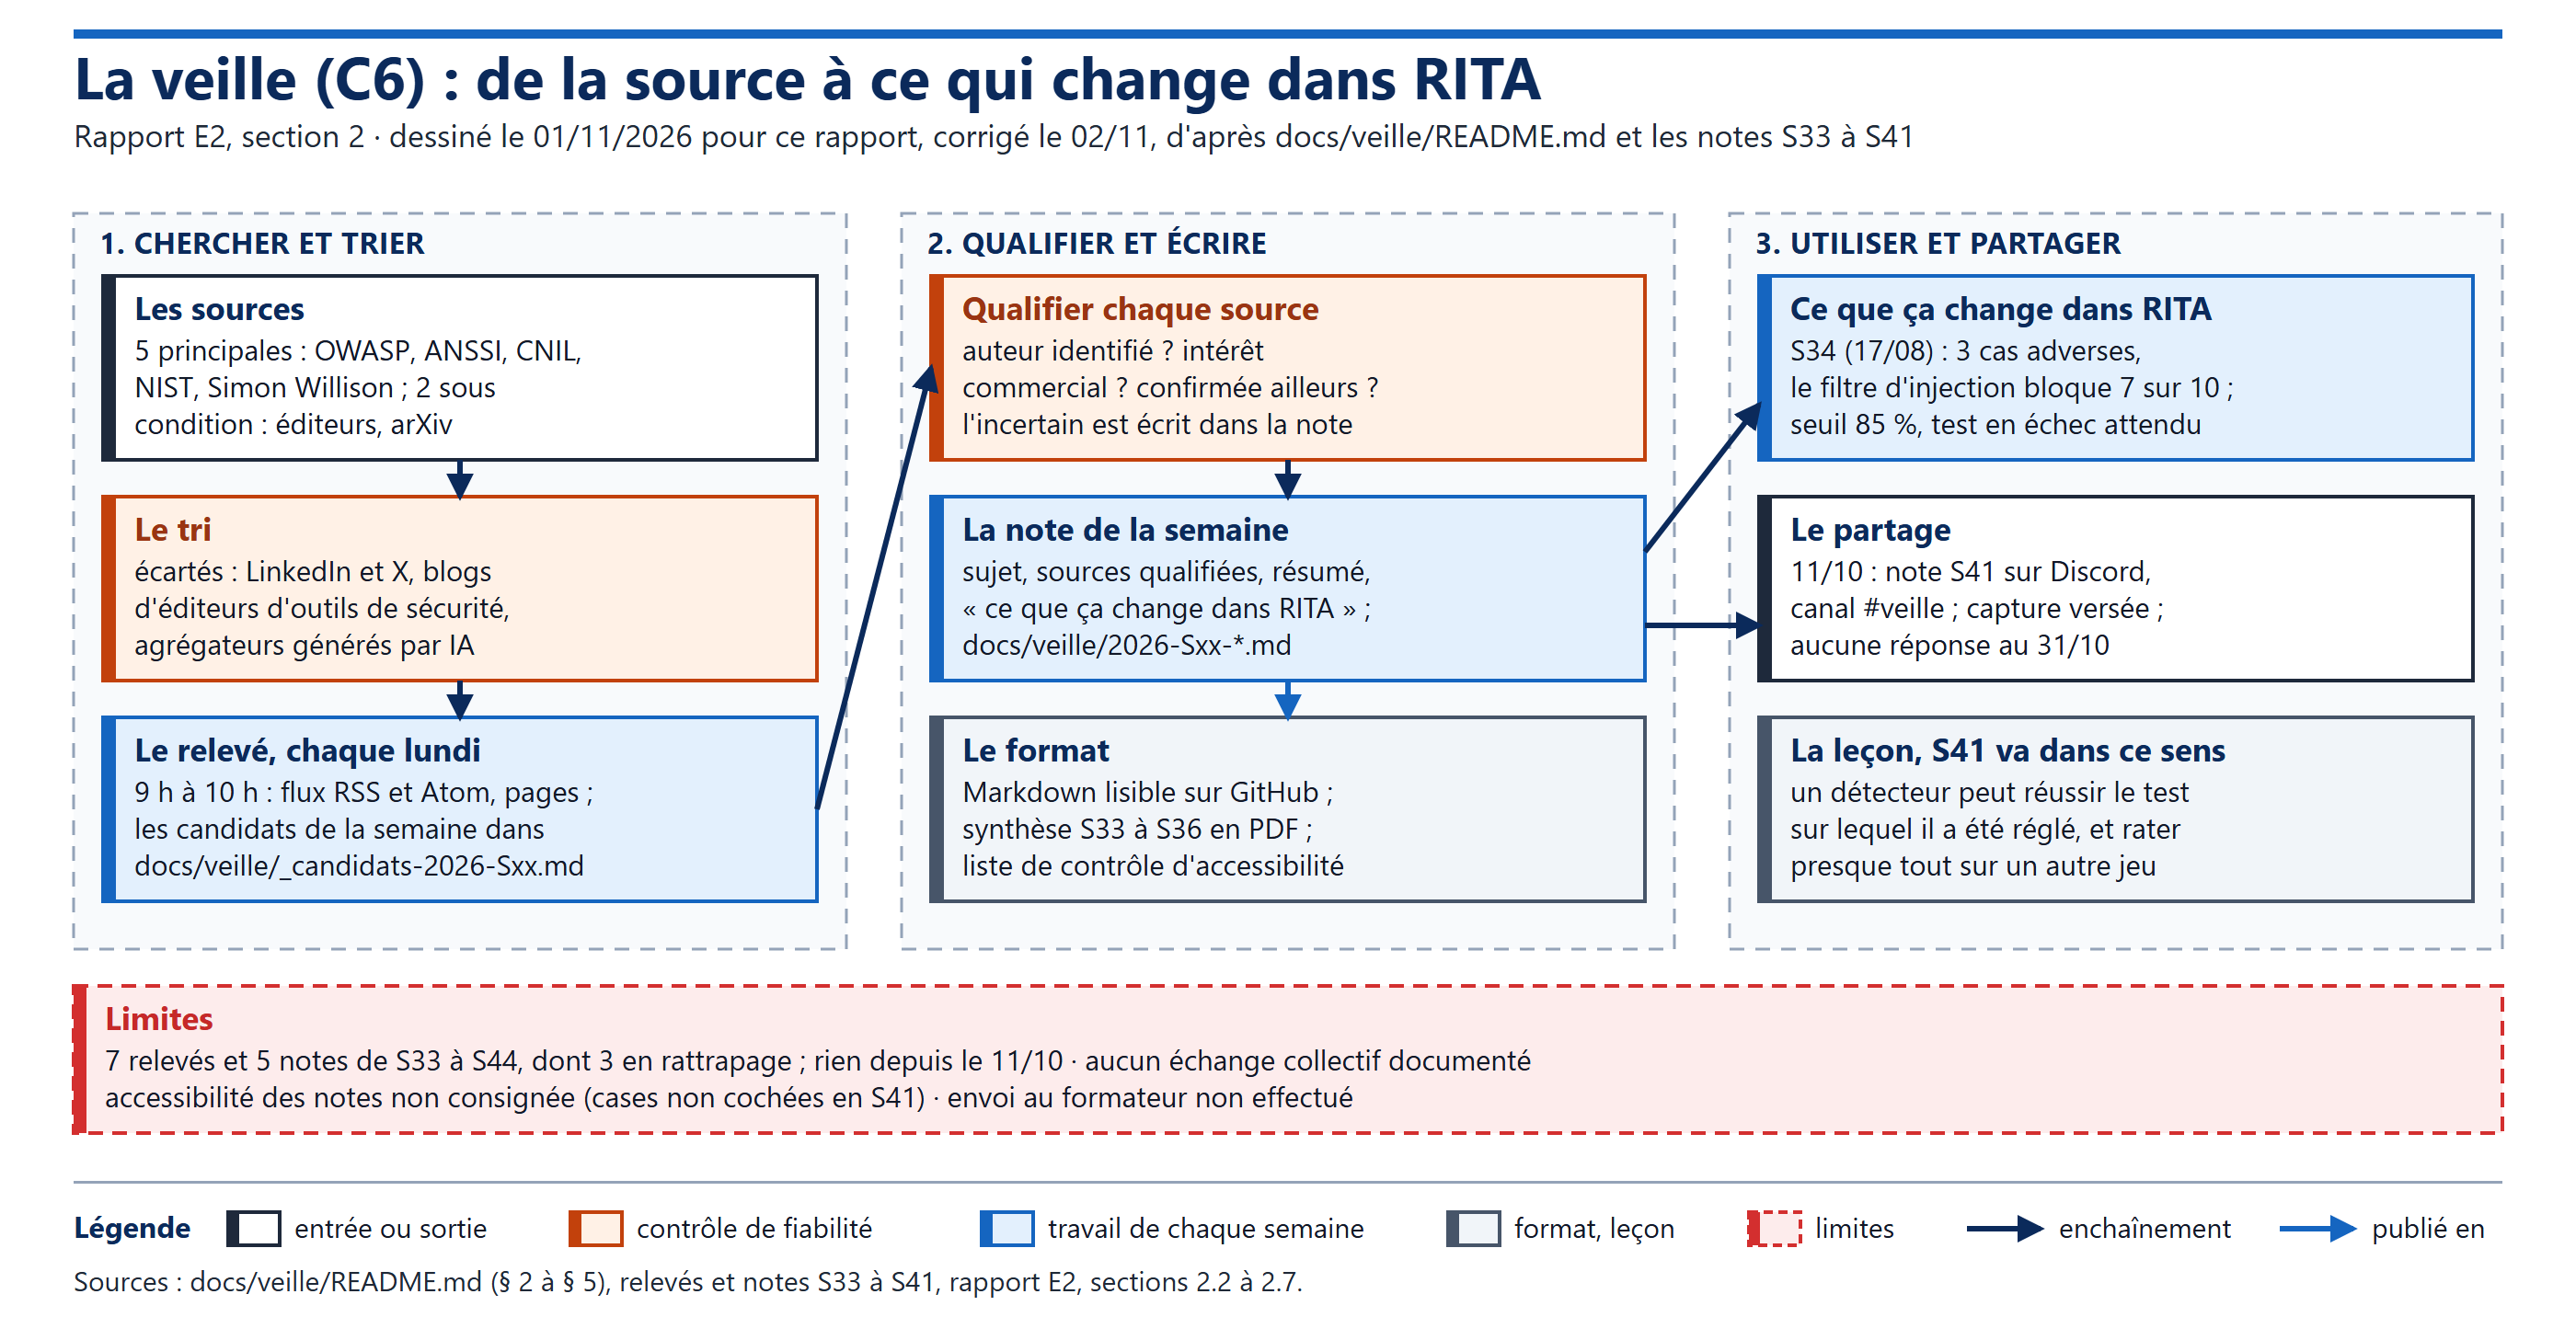 La veille (C6) : de la source à ce qui change dans RITA
Rapport E2, section 2 · dessiné le 01/11/2026 pour ce rapport, corrigé le 02/11, d'après docs/veille/README.md et les notes S33 à S41
1. CHERCHER ET TRIER
Les sources
5 principales : OWASP, ANSSI, CNIL,
NIST, Simon Willison ; 2 sous
condition : éditeurs, arXiv
Le tri
écartés : LinkedIn et X, blogs
d'éditeurs d'outils de sécurité,
agrégateurs générés par IA
Le relevé, chaque lundi
9 h à 10 h : flux RSS et Atom, pages ;
les candidats de la semaine dans
docs/veille/_candidats-2026-Sxx.md
2. QUALIFIER ET ÉCRIRE
Qualifier chaque source
auteur identifié ? intérêt
commercial ? confirmée ailleurs ?
l'incertain est écrit dans la note
La note de la semaine
sujet, sources qualifiées, résumé,
« ce que ça change dans RITA » ;
docs/veille/2026-Sxx-*.md
Le format
Markdown lisible sur GitHub ;
synthèse S33 à S36 en PDF ;
liste de contrôle d'accessibilité
3. UTILISER ET PARTAGER
Ce que ça change dans RITA
S34 (17/08) : 3 cas adverses,
le filtre d'injection bloque 7 sur 10 ;
seuil 85 %, test en échec attendu
Le partage
11/10 : note S41 sur Discord,
canal #veille ; capture versée ;
aucune réponse au 31/10
La leçon, S41 va dans ce sens
un détecteur peut réussir le test
sur lequel il a été réglé, et rater
presque tout sur un autre jeu
Limites
7 relevés et 5 notes de S33 à S44, dont 3 en rattrapage ; rien depuis le 11/10 · aucun échange collectif documenté
accessibilité des notes non consignée (cases non cochées en S41) · envoi au formateur non effectué
Légende entrée ou sortie contrôle de fiabilité travail de chaque semaine format, leçon limites enchaînement publié en
Sources : docs/veille/README.md (§ 2 à § 5), relevés et notes S33 à S41, rapport E2, sections 2.2 à 2.7.